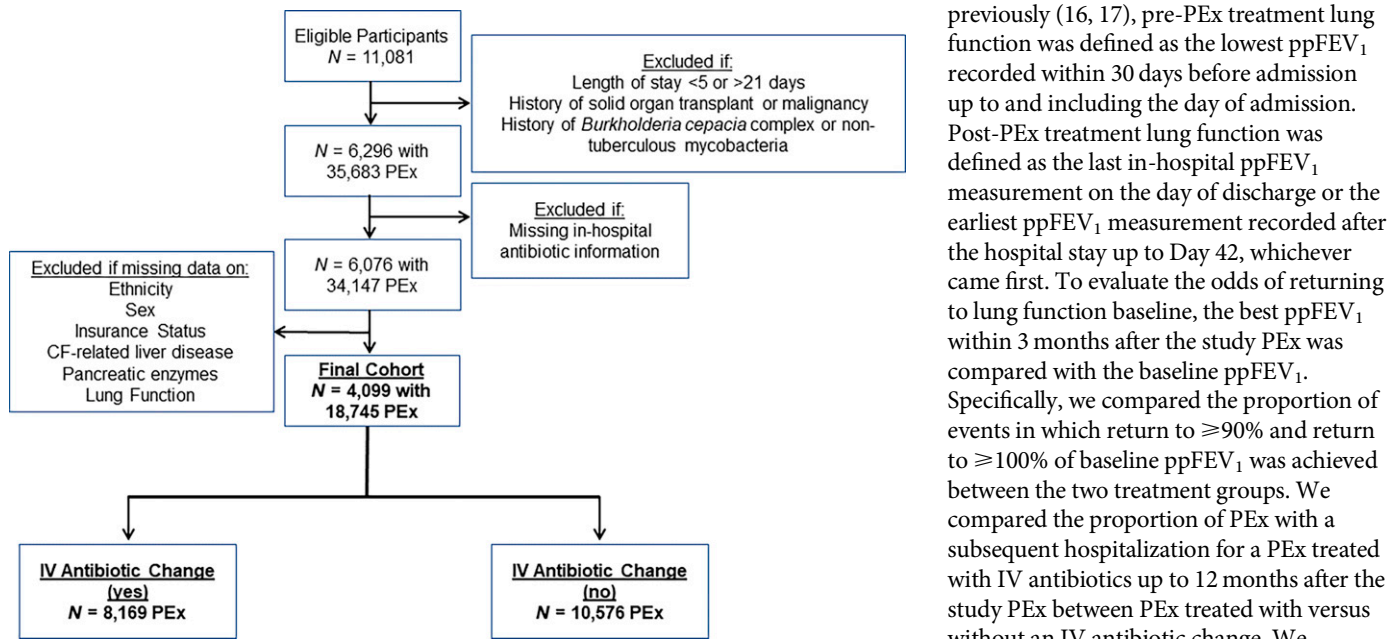 Eligible Participants
N = 11,081
Excluded if:
Length of stay <5 or >21 days
History of solid organ transplant or malignancy
History of Burkholderia cepacia complex or non-
tuberculous mycobacteria
N = 6,296 with
35,683 PEx
Excluded if:
Missing in-hospital
antibiotic information
N = 6,076 with
34,147 PEx
Excluded if missing data on:
Ethnicity
Sex
Insurance Status
CF-related liver disease
Pancreatic enzymes
Lung Function
Final Cohort
N = 4,099 with
18,745 PEx
IV Antibiotic Change
(yes)
N = 8,169 PEx
IV Antibiotic Change
(no)
N = 10,576 PEx
previously (16, 17), pre-PEx treatment lung
function was defined as the lowest ppFEV₁
recorded within 30 days before admission
up to and including the day of admission.
Post-PEx treatment lung function was
defined as the last in-hospital ppFEV₁
measurement on the day of discharge or the
earliest ppFEV₁ measurement recorded after
the hospital stay up to Day 42, whichever
came first. To evaluate the odds of returning
to lung function baseline, the best ppFEV₁
within 3 months after the study PEx was
compared with the baseline ppFEV₁.
Specifically, we compared the proportion of
events in which return to ⩾90% and return
to ⩾100% of baseline ppFEV₁ was achieved
between the two treatment groups. We
compared the proportion of PEx with a
subsequent hospitalization for a PEx treated
with IV antibiotics up to 12 months after the
study PEx between PEx treated with versus
without an IV antibiotic change. We